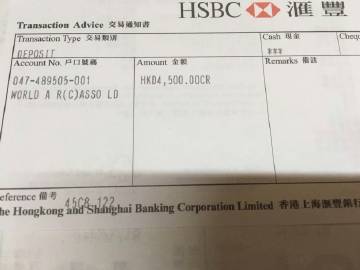 HSBC 滙豐
Transaction Advice 交易通知書
Transaction Type 交易類別
Cash 現金
DEPOSIT
***
Account No. 戶口號碼
Amount 金額
Remarks 備註
047-489505-001
HKD4,500.00CR
WORLD A R(C)ASSO LD
Reference 備考
45C8 122
The Hongkong and Shanghai Banking Corporation Limited 香港上海滙豐銀行